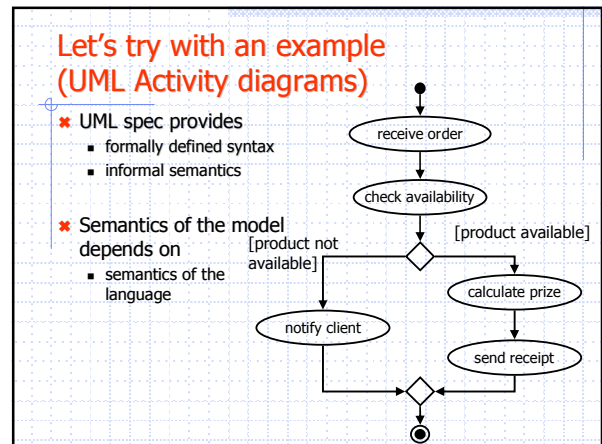 Let's try with an example
(UML Activity diagrams)
UML spec provides
formally defined syntax
informal semantics
Semantics of the model
depends on
semantics of the
language
receive order
check availability
[product not
available]
[product available]
notify client
calculate prize
send receipt